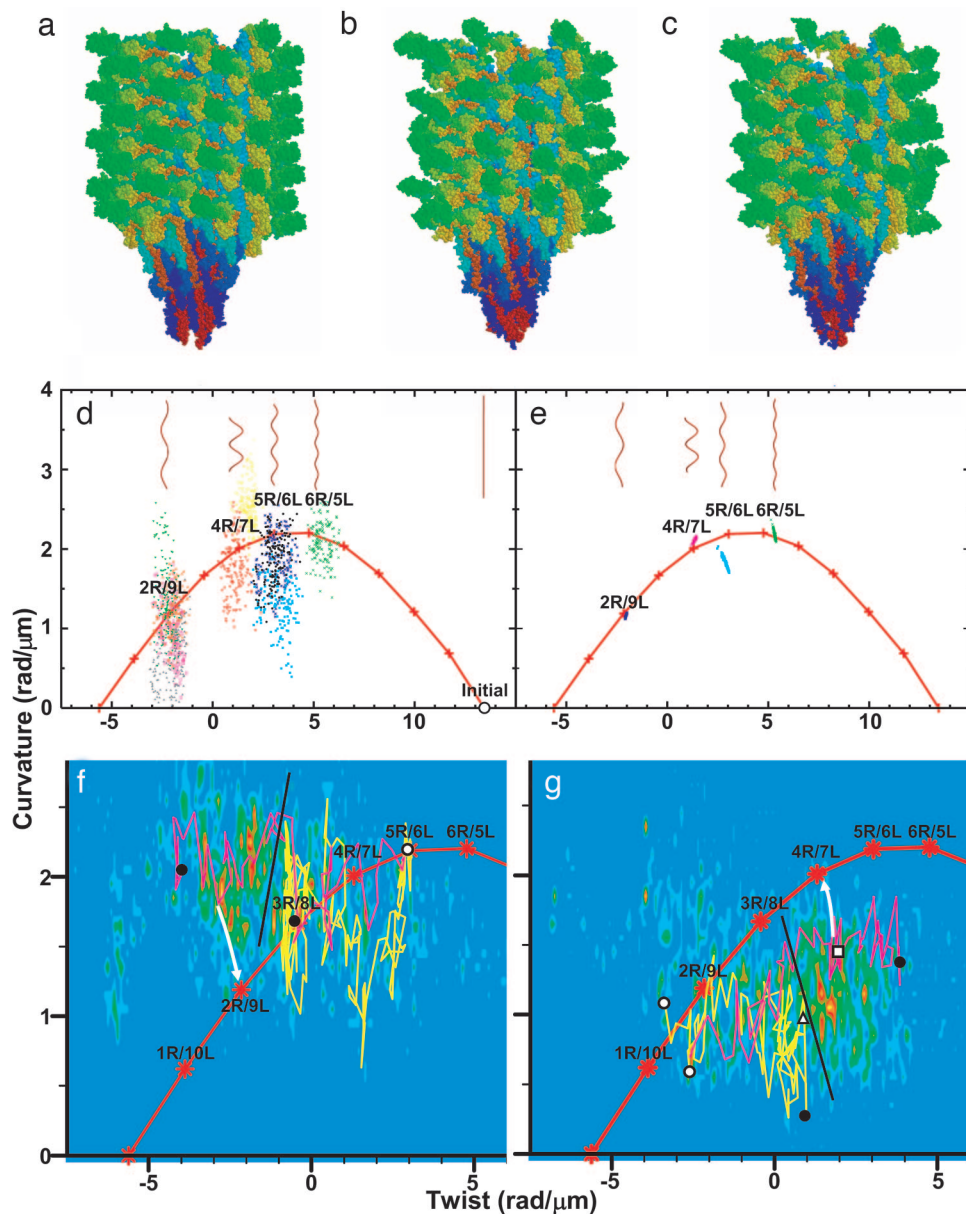 a
b
c
d
e
4
3
2
1
0
5R/6L
6R/5L
4R/7L
2R/9L
Initial
5R/6L
6R/5L
4R/7L
2R/9L
-5
0
5
10
-5
0
5
10
Curvature (rad/μm)
f
g
2
1
0
5R/6L
6R/5L
4R/7L
3R/8L
2R/9L
1R/10L
5R/6L
6R/5L
4R/7L
3R/8L
2R/9L
1R/10L
-5
0
5
-5
0
5
Twist (rad/μm)